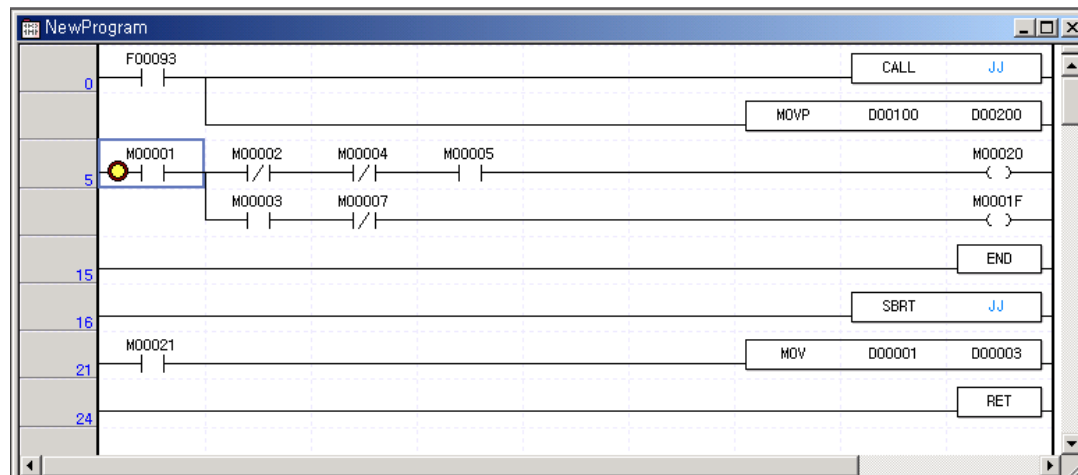 NewProgram
F00093 CALL JJ
0
MOVP D00100 D00200
M00001 M00002 M00004 M00005 M00020
5
M00003 M00007 M0001F
END
15
SBRT JJ
16
M00021 MOV D00001 D00003
21
RET
24